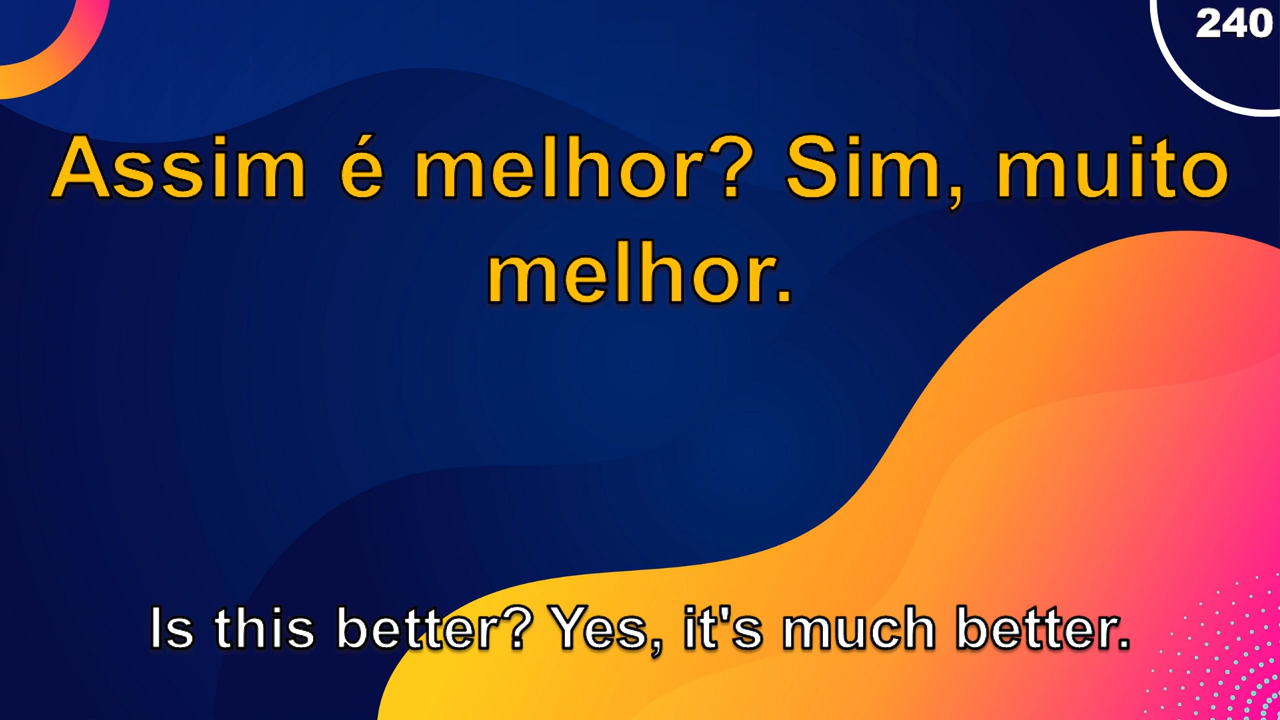 240
Assim é melhor? Sim, muito
melhor.
Is this better? Yes, it's much better.